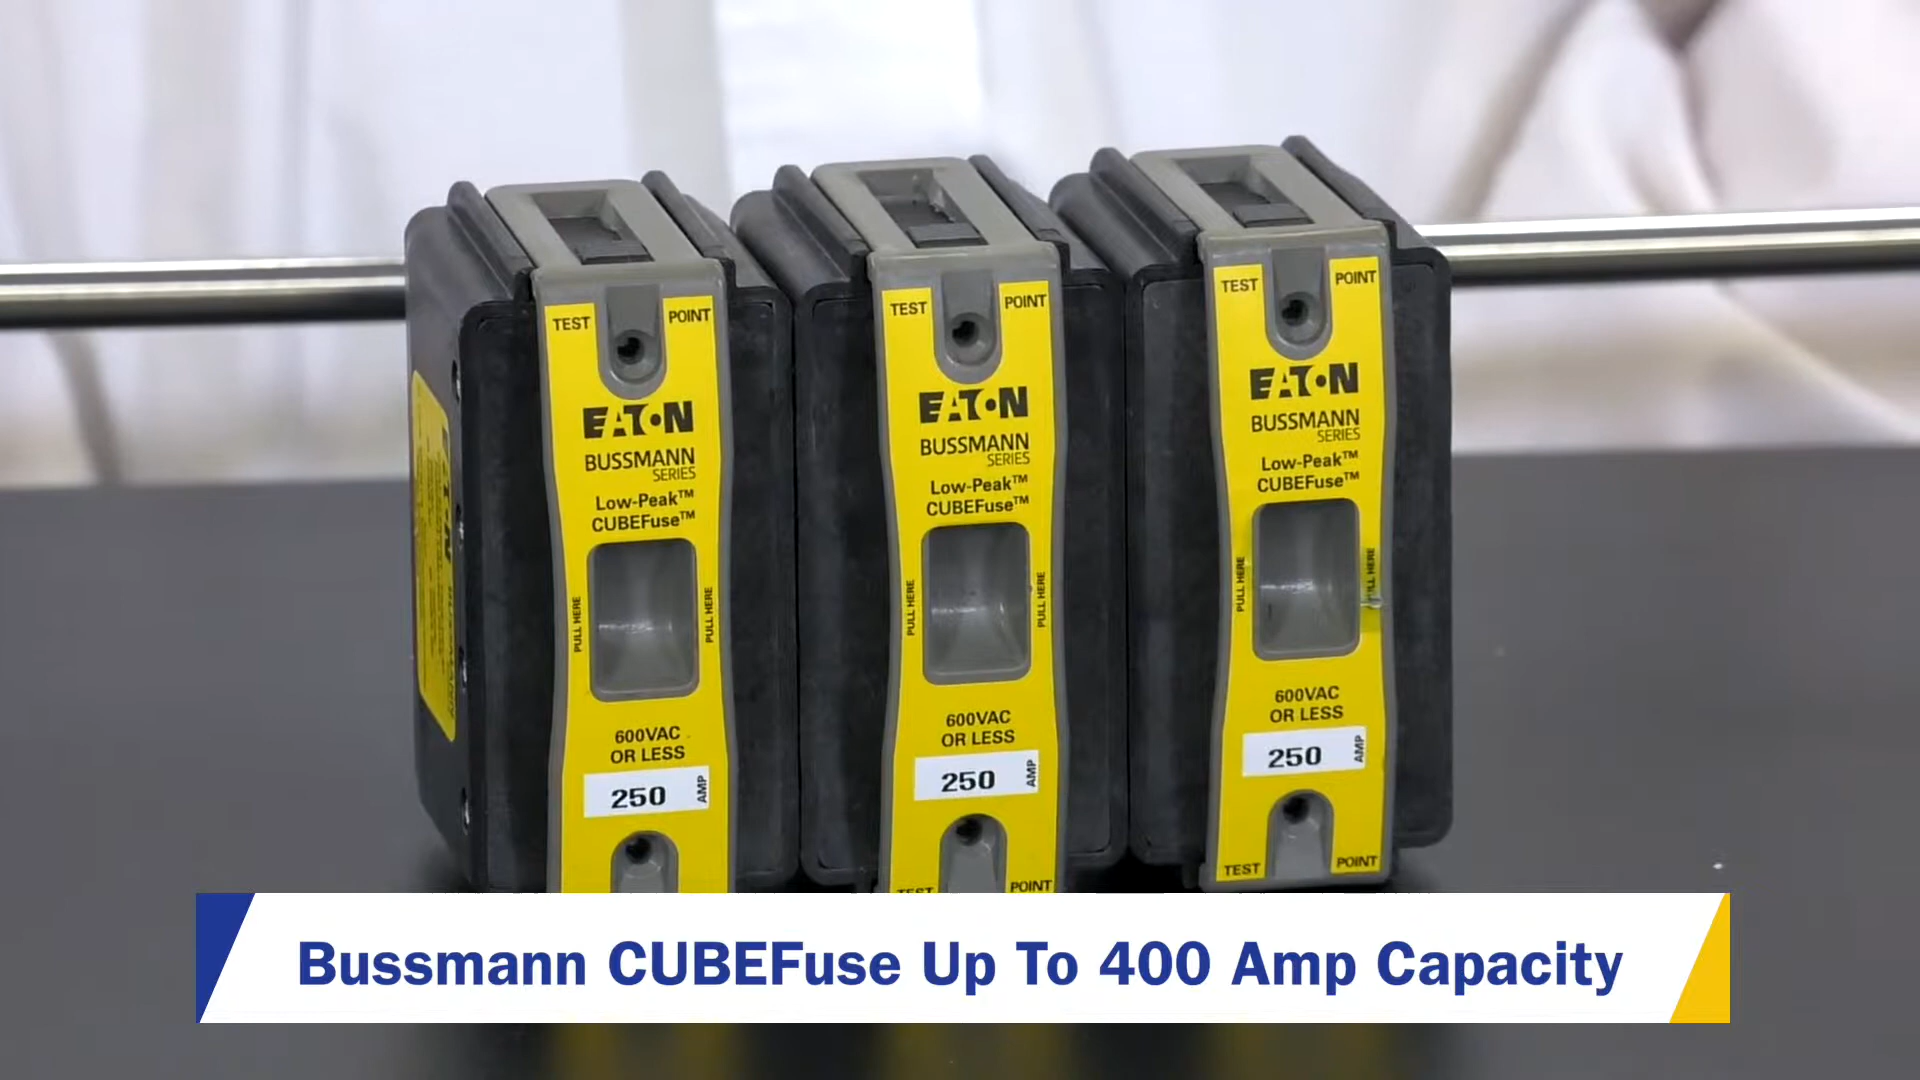 TEST POINT
EATON
BUSSMANN
SERIES
Low-Peak™
CUBEFuse™
PULL HERE
PULL HERE
600VAC
OR LESS
250 AMP
TEST POINT
EATON
BUSSMANN
SERIES
Low-Peak™
CUBEFuse™
PULL HERE
PULL HERE
600VAC
OR LESS
250 AMP
TEST POINT
TEST POINT
EATON
BUSSMANN
SERIES
Low-Peak™
CUBEFuse™
PULL HERE
PULL HERE
600VAC
OR LESS
250 AMP
TEST POINT
Bussmann CUBEFuse Up To 400 Amp Capacity